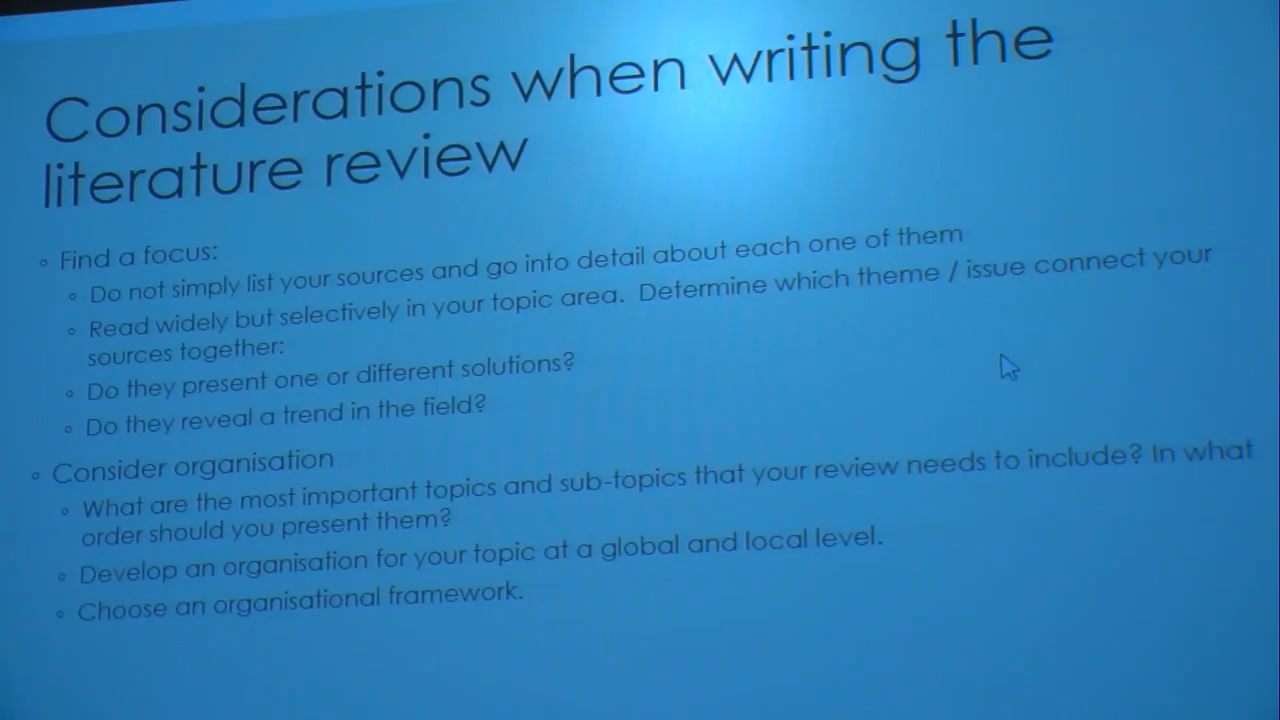 Considerations when writing the
literature review
Find a focus:
Do not simply list your sources and go into detail about each one of them
Read widely but selectively in your topic area. Determine which theme / issue connect your
sources together:
Do they present one or different solutions?
Do they reveal a trend in the field?
Consider organisation
What are the most important topics and sub-topics that your review needs to include? In what
order should you present them?
Develop an organisation for your topic at a global and local level.
Choose an organisational framework.